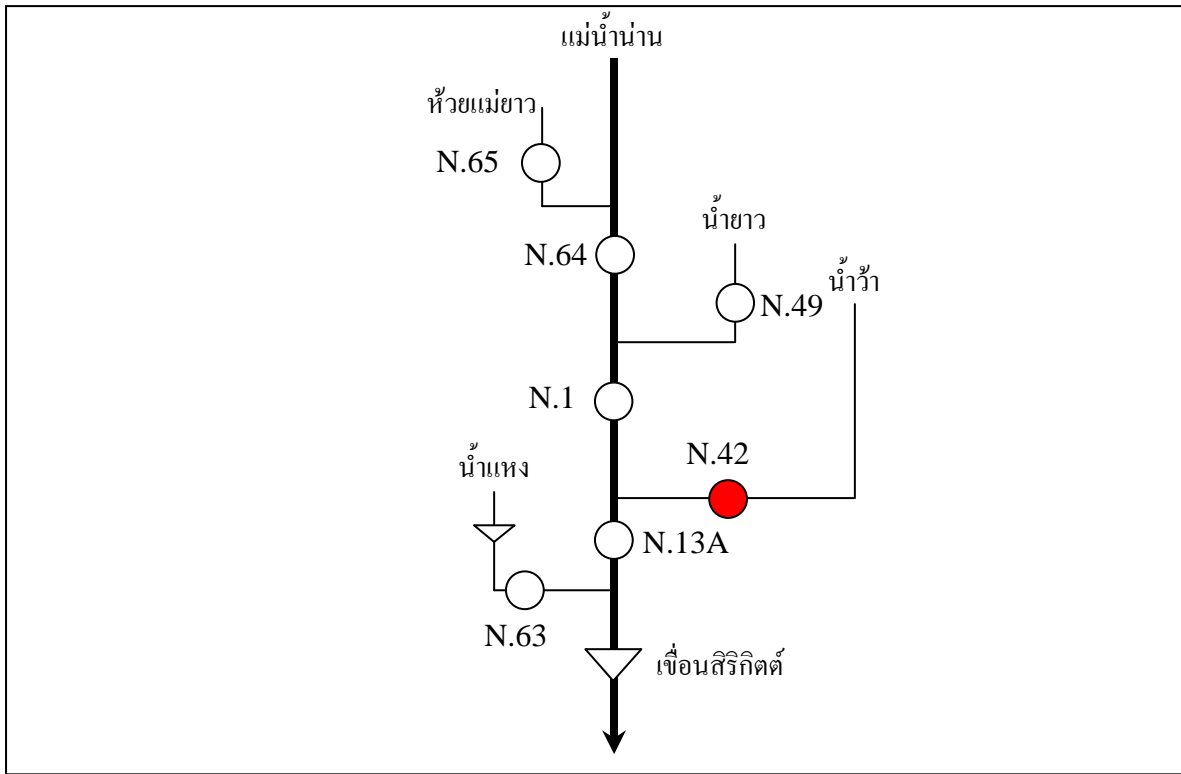 แม่น้ำน่าน
ห้วยแม่ยาว
N.65
น้ำยาว
N.64
น้ำว้า
N.49
N.1
N.42
น้ำแหง
N.13A
N.63
เขื่อนสิริกิตต์